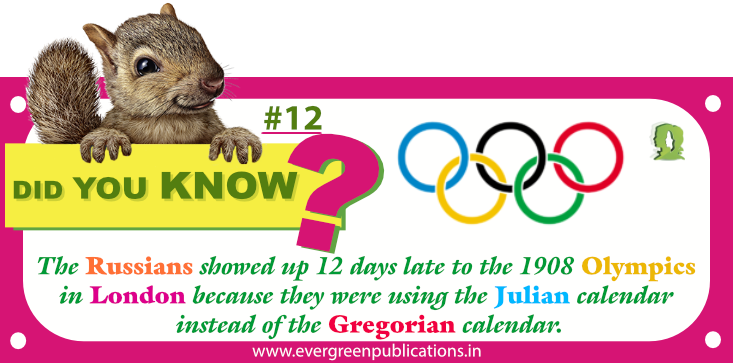 #12
DID YOU KNOW
?
The Russians showed up 12 days late to the 1908 Olympics
in London because they were using the Julian calendar
instead of the Gregorian calendar.
www.evergreenpublications.in